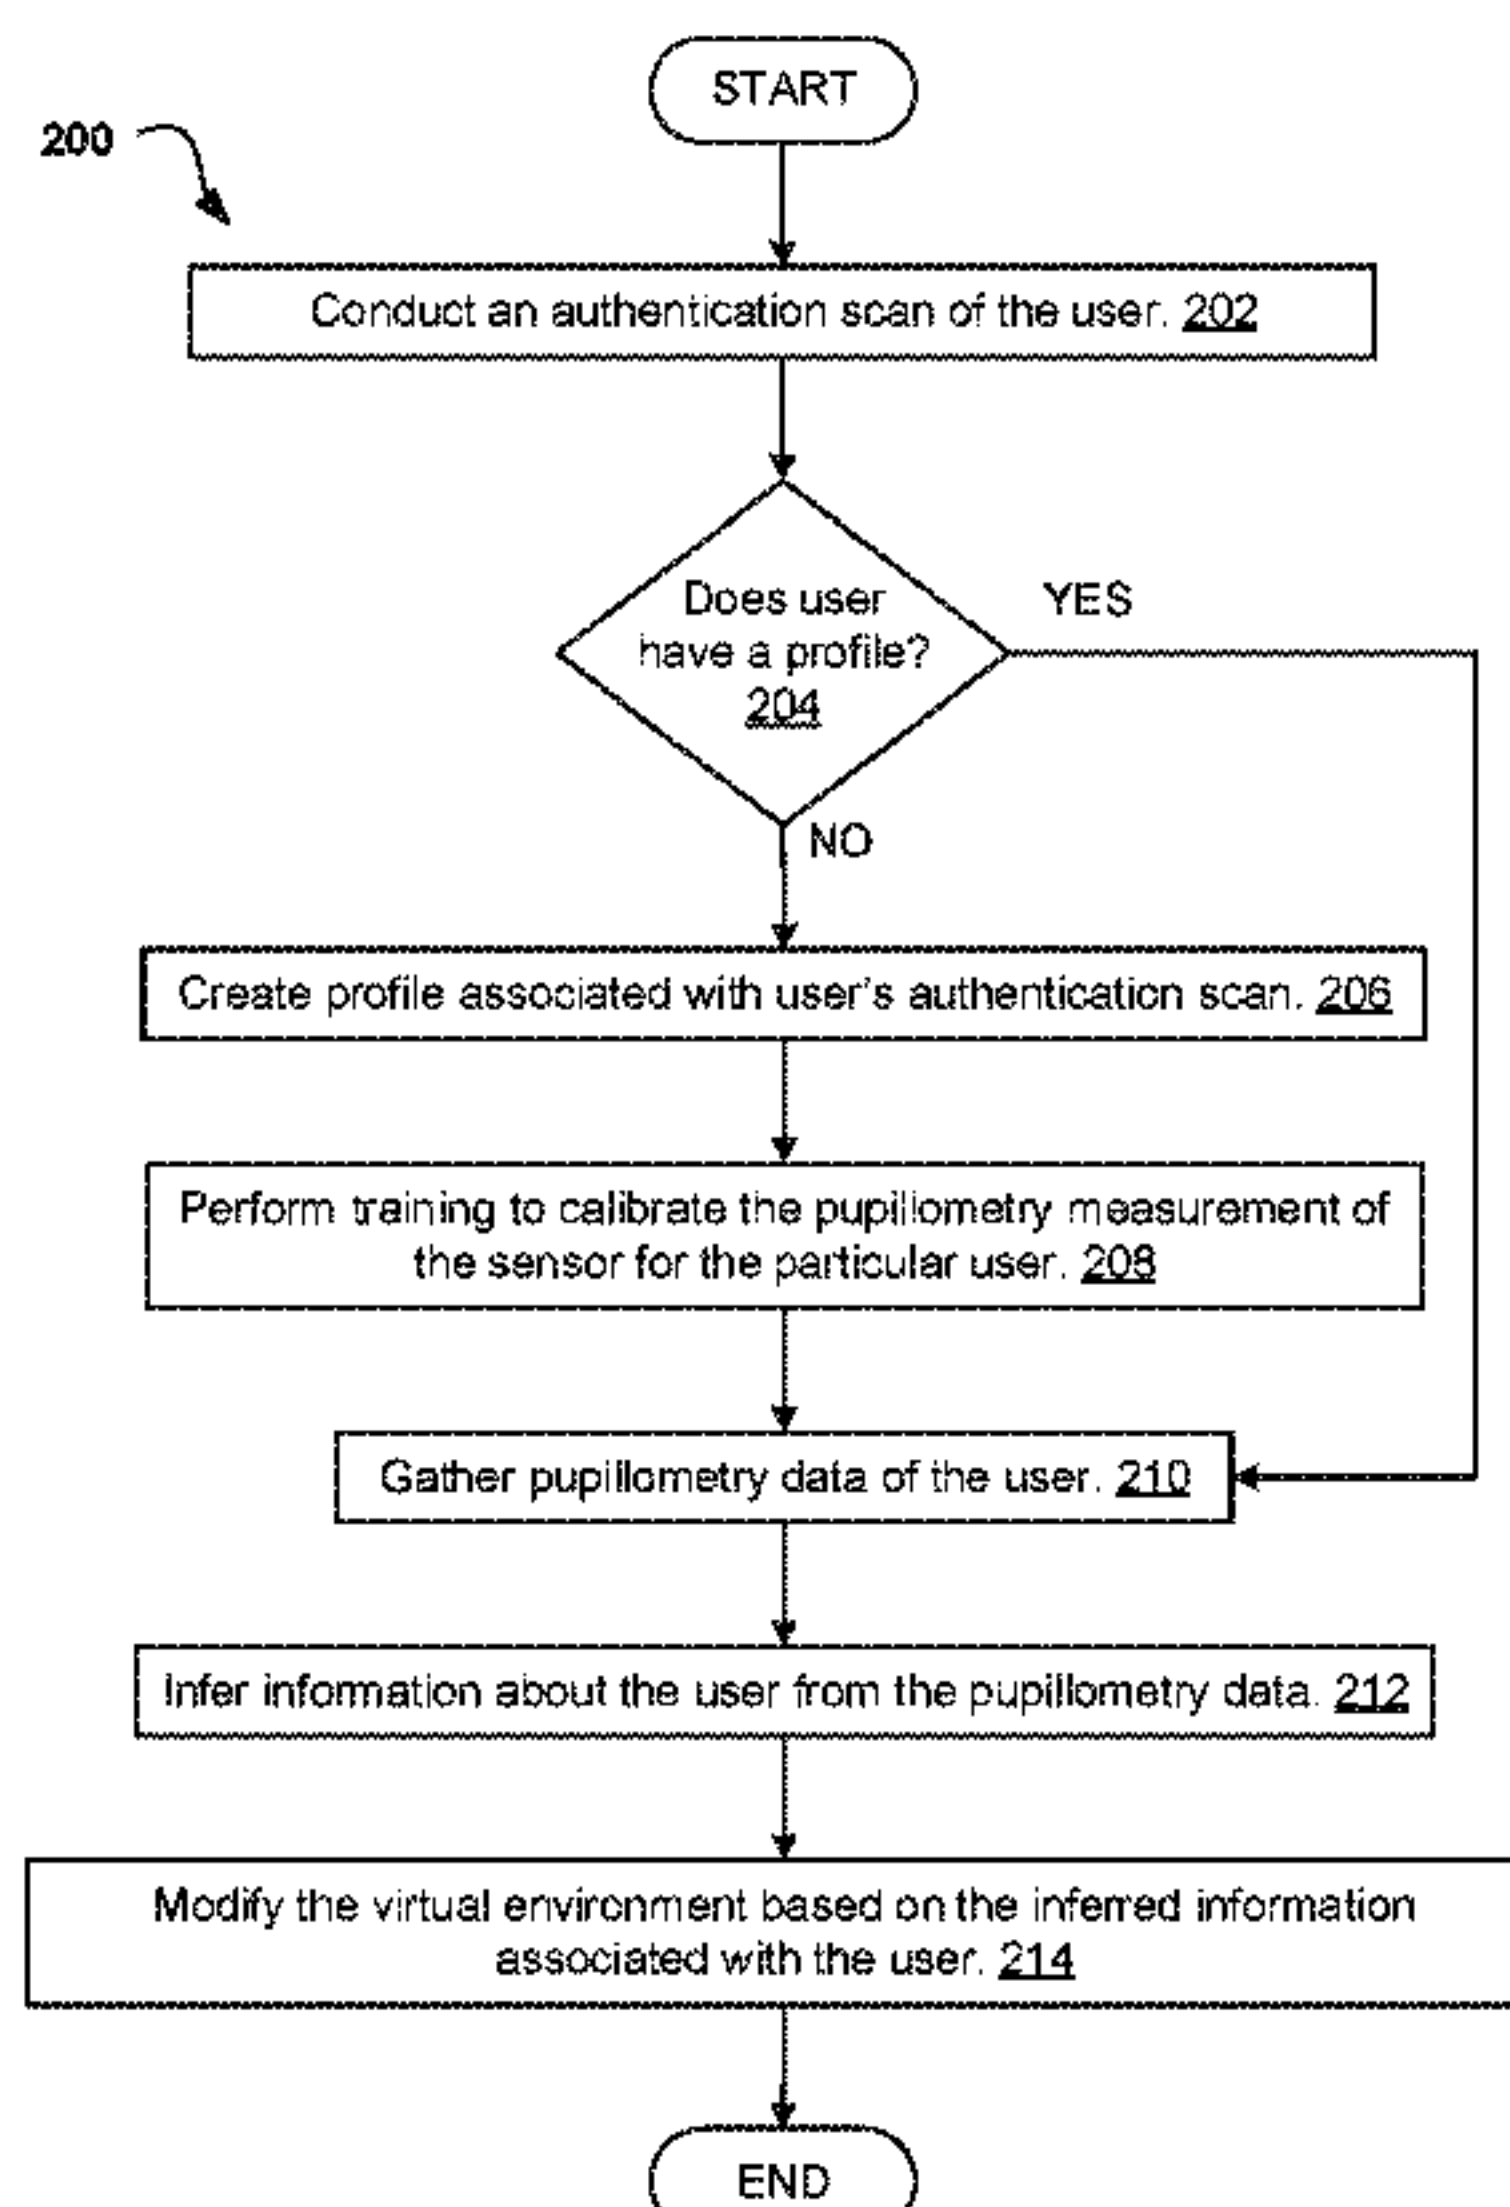 START
200
Conduct an authentication scan of the user. 202
Does user
have a profile?
204
YES
NO
Create profile associated with user's authentication scan. 206
Perform training to calibrate the pupillometry measurement of
the sensor for the particular user. 208
Gather pupillometry data of the user. 210
Infer information about the user from the pupillometry data. 212
Modify the virtual environment based on the inferred information
associated with the user. 214
END